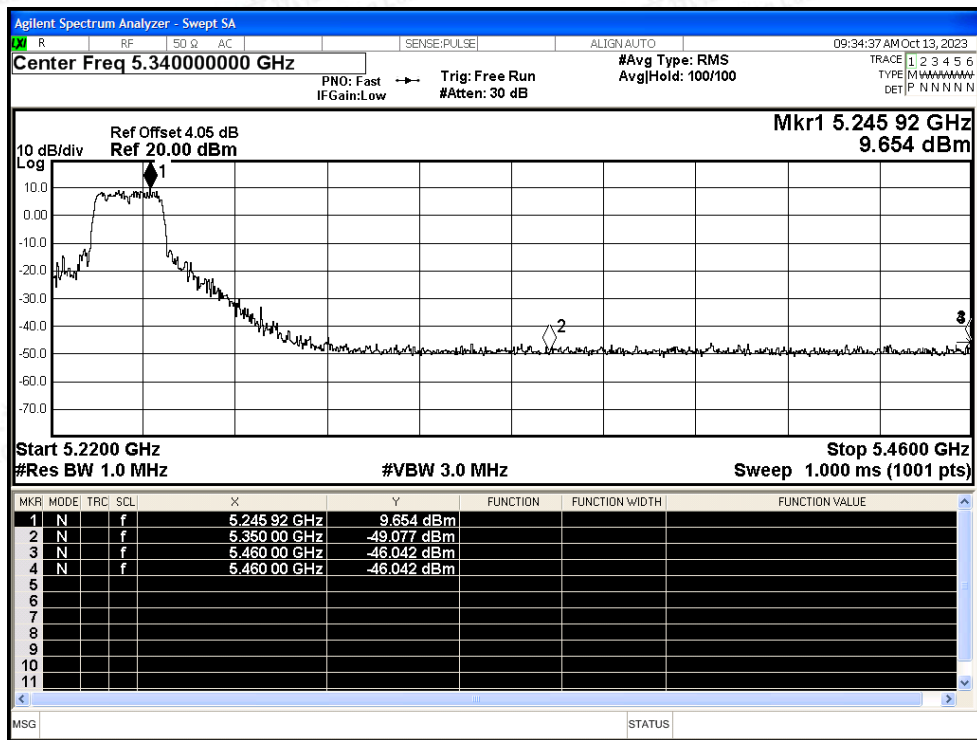 Agilent Spectrum Analyzer - Swept SA
LXI R RF 50 Ω AC SENSE:PULSE ALIGN AUTO 09:34:37 AM Oct 13, 2023
Center Freq 5.340000000 GHz
#Avg Type: RMS
TRACE 1 2 3 4 5 6
PNO: Fast Trig: Free Run Avg|Hold: 100/100
TYPE M
IFGain:Low #Atten: 30 dB
DET P N N N N N
Mkr1 5.245 92 GHz
9.654 dBm
Ref Offset 4.05 dB
10 dB/div Ref 20.00 dBm
Log
1
10.0
0.00
-10.0
-20.0
-30.0
-40.0
2
-50.0
-60.0
-70.0
Start 5.2200 GHz Stop 5.4600 GHz
#Res BW 1.0 MHz #VBW 3.0 MHz Sweep 1.000 ms (1001 pts)
MKR MODE TRC SCL X Y FUNCTION FUNCTION WIDTH FUNCTION VALUE
1 N f 5.245 92 GHz 9.654 dBm
2 N f 5.350 00 GHz -49.077 dBm
3 N f 5.460 00 GHz -46.042 dBm
4 N f 5.460 00 GHz -46.042 dBm
5
6
7
8
9
10
11
MSG STATUS